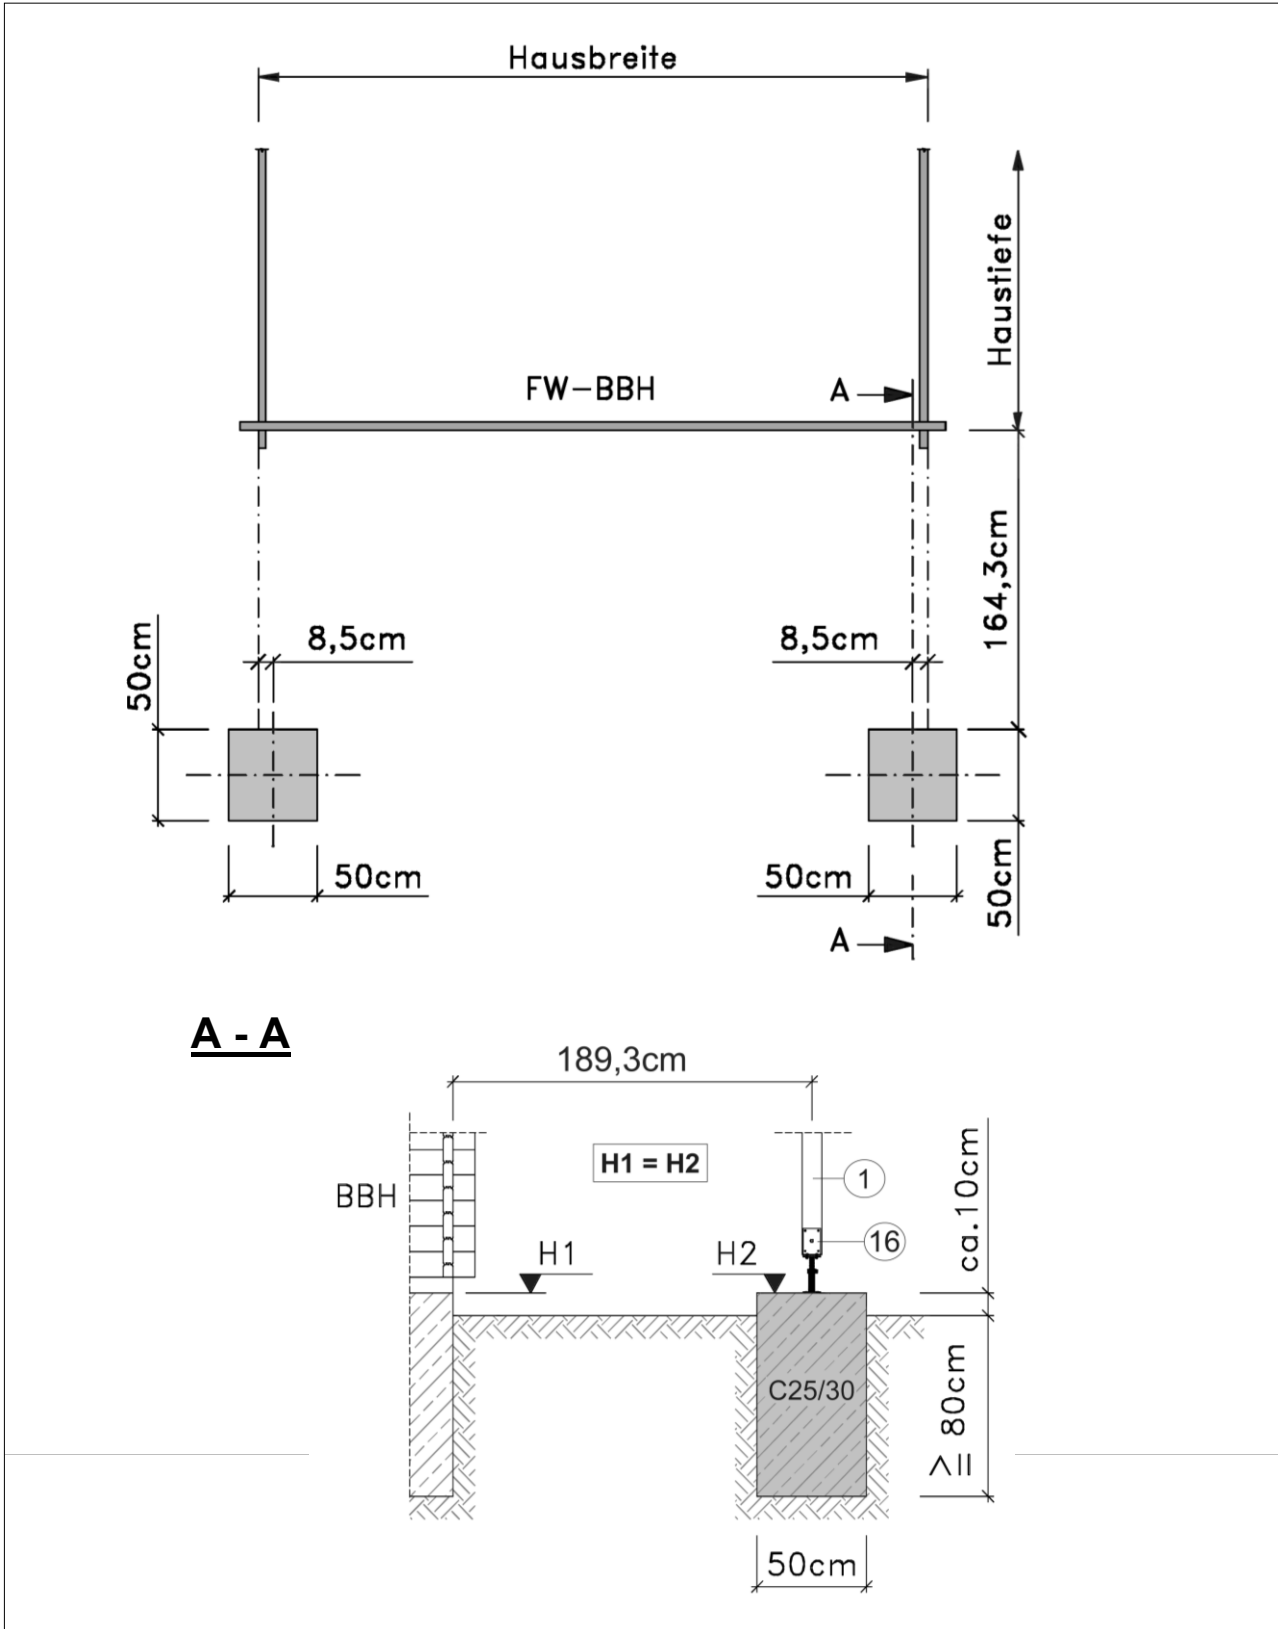 Hausbreite
Haustiefe
FW-BBH
A
164,3cm
50cm
8,5cm
8,5cm
50cm
50cm
50cm
A
A - A
189,3cm
H1 = H2
1
ca.10cm
BBH
16
H1
H2
C25/30
≥ 80cm
50cm